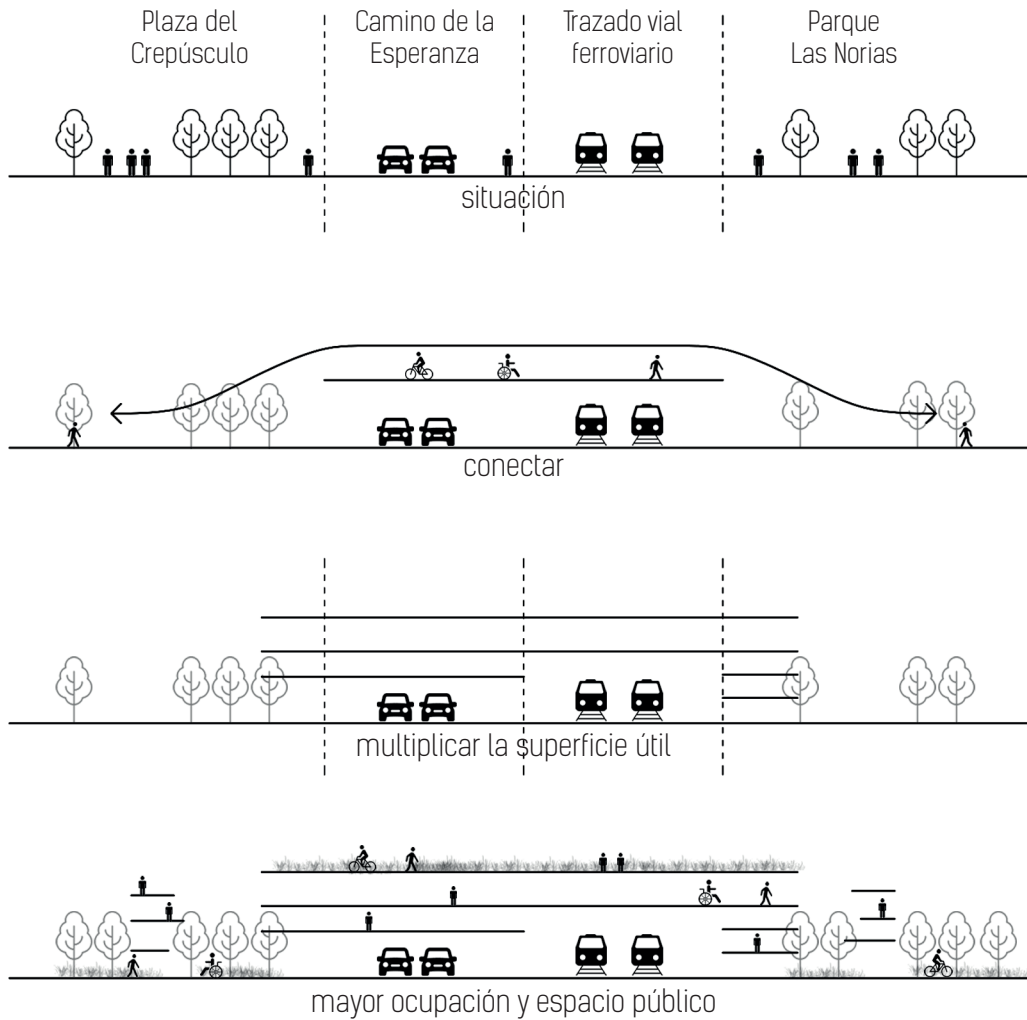 Plaza del
Crepúsculo
Camino de la
Esperanza
Trazado vial
ferroviario
Parque
Las Norias
situación
conectar
multiplicar la superficie útil
mayor ocupación y espacio público